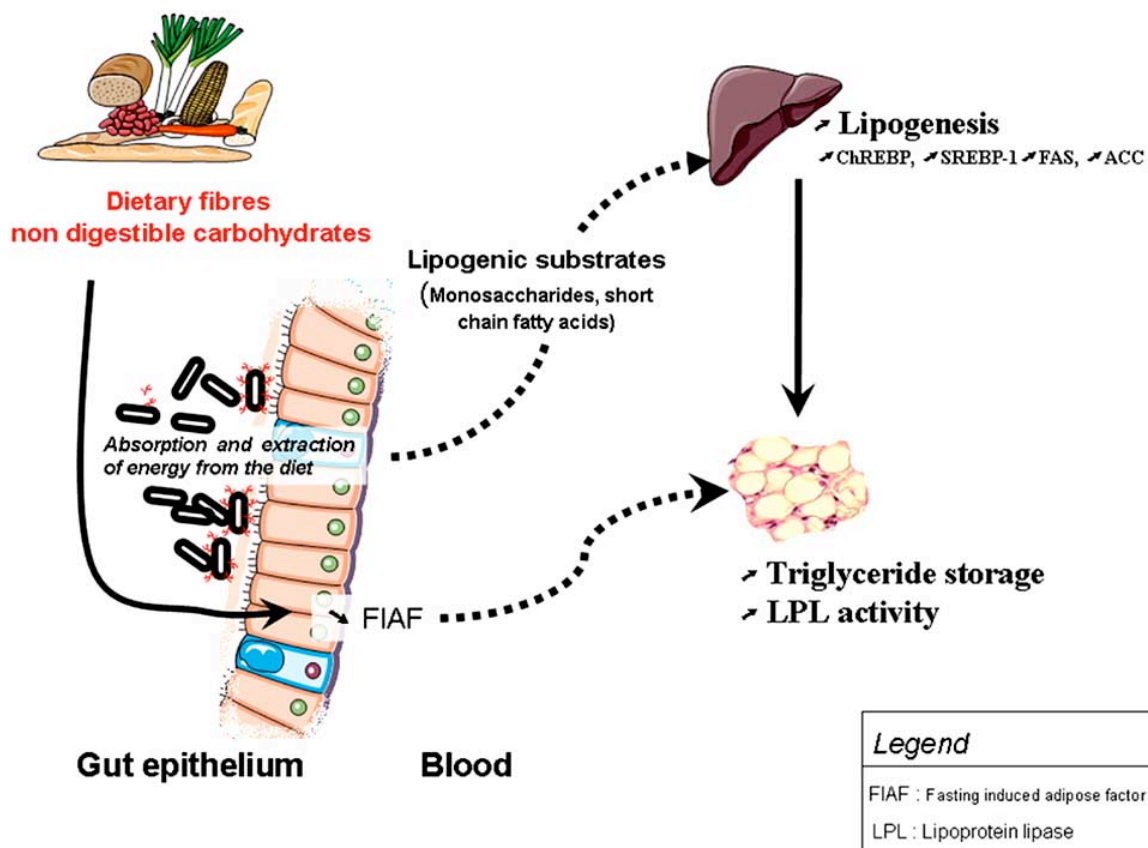 Dietary fibres
non digestible carbohydrates
Lipogenesis
ChREBP, SREBP-1 FAS, ACC
Lipogenic substrates
(Monosaccharides, short
chain fatty acids)
Absorption and extraction
of energy from the diet
Triglyceride storage
LPL activity
FIAF
Gut epithelium
Blood
Legend
FIAF : Fasting induced adipose factor
LPL : Lipoprotein lipase